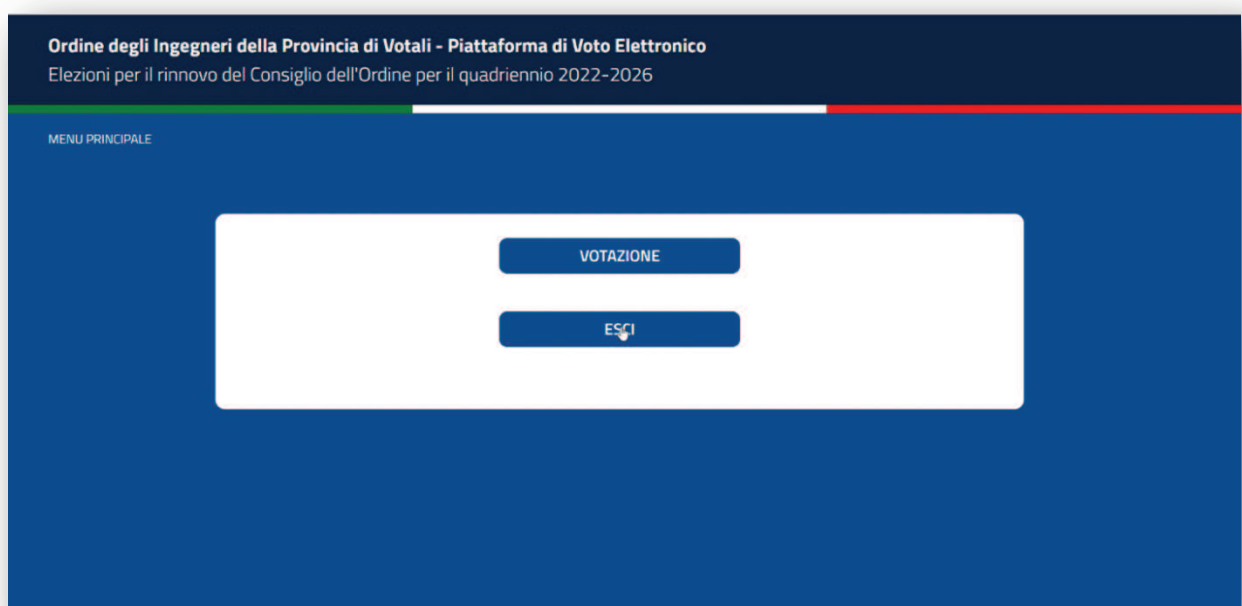 Ordine degli Ingegneri della Provincia di Votali - Piattaforma di Voto Elettronico
Elezioni per il rinnovo del Consiglio dell'Ordine per il quadriennio 2022-2026
MENU PRINCIPALE
VOTAZIONE
ESCI